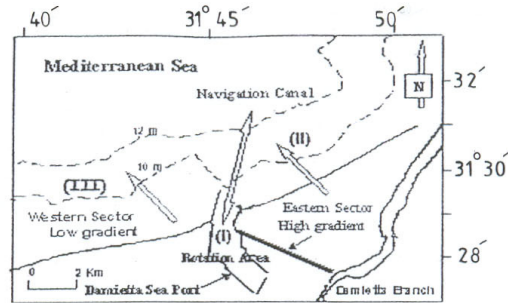 40´ 31° 45´ 50´
Mediterranean Sea
N
32´
Navigation Canal
12 m
(II)
10 m
(III)
31° 30´
Western Sector
Low gradient
Eastern Sector
High gradient
(I)
Rotation Area
28´
0 2 Km
Damietta Sea Port
Damietta Branch